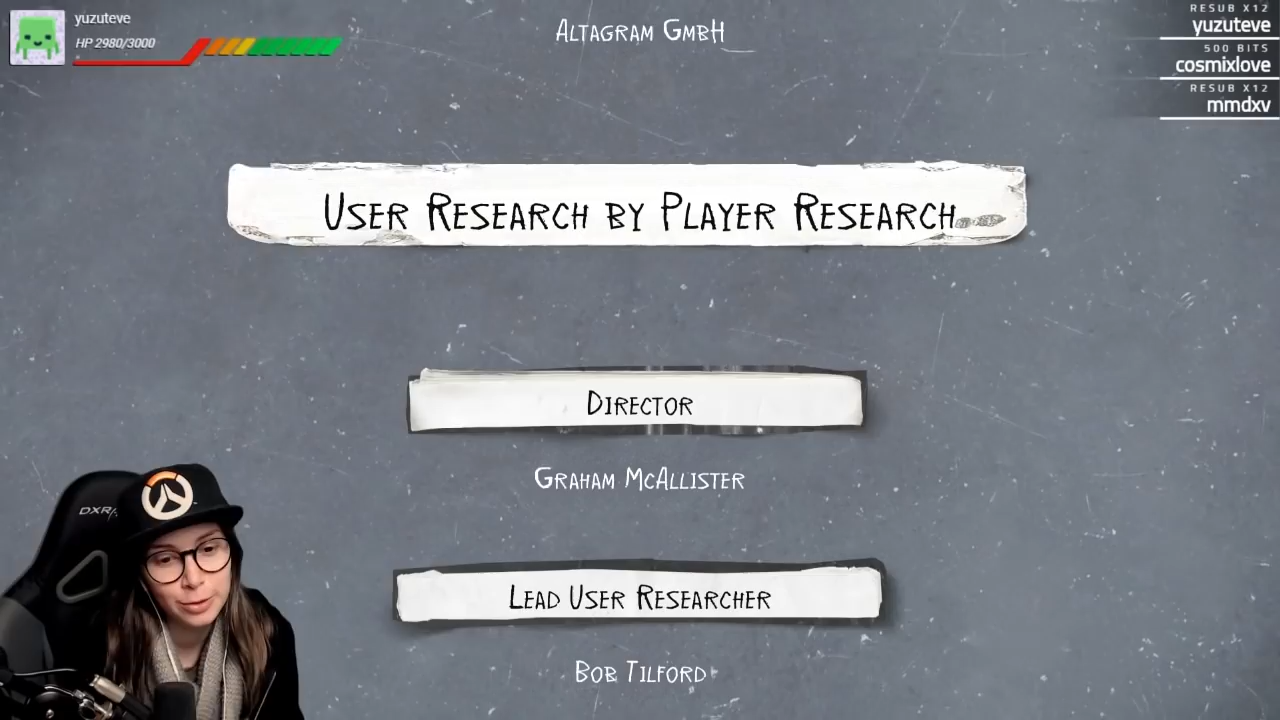 yuzuteve
HP 2980/3000
ALTAGRAM GMBH
RESUB X12
yuzuteve
500 BITS
cosmixlove
RESUB X12
mmdxv
USER RESEARCH BY PLAYER RESEARCH
DIRECTOR
GRAHAM MCALLISTER
LEAD USER RESEARCHER
BOB TILFORD
DXR